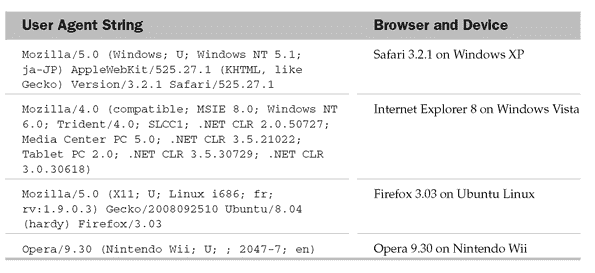 User Agent String Browser and Device
Mozilla/5.0 (Windows; U; Windows NT 5.1; Safari 3.2.1 on Windows XP
ja-JP) AppleWebKit/525.27.1 (KHTML, like
Gecko) Version/3.2.1 Safari/525.27.1
Mozilla/4.0 (compatible; MSIE 8.0; Windows NT Internet Explorer 8 on Windows Vista
6.0; Trident/4.0; SLCC1; .NET CLR 2.0.50727;
Media Center PC 5.0; .NET CLR 3.5.21022;
Tablet PC 2.0; .NET CLR 3.5.30729; .NET CLR
3.0.30618)
Mozilla/5.0 (X11; U; Linux i686; fr; Firefox 3.03 on Ubuntu Linux
rv:1.9.0.3) Gecko/2008092510 Ubuntu/8.04
(hardy) Firefox/3.03
Opera/9.30 (Nintendo Wii; U; ; 2047-7; en) Opera 9.30 on Nintendo Wii